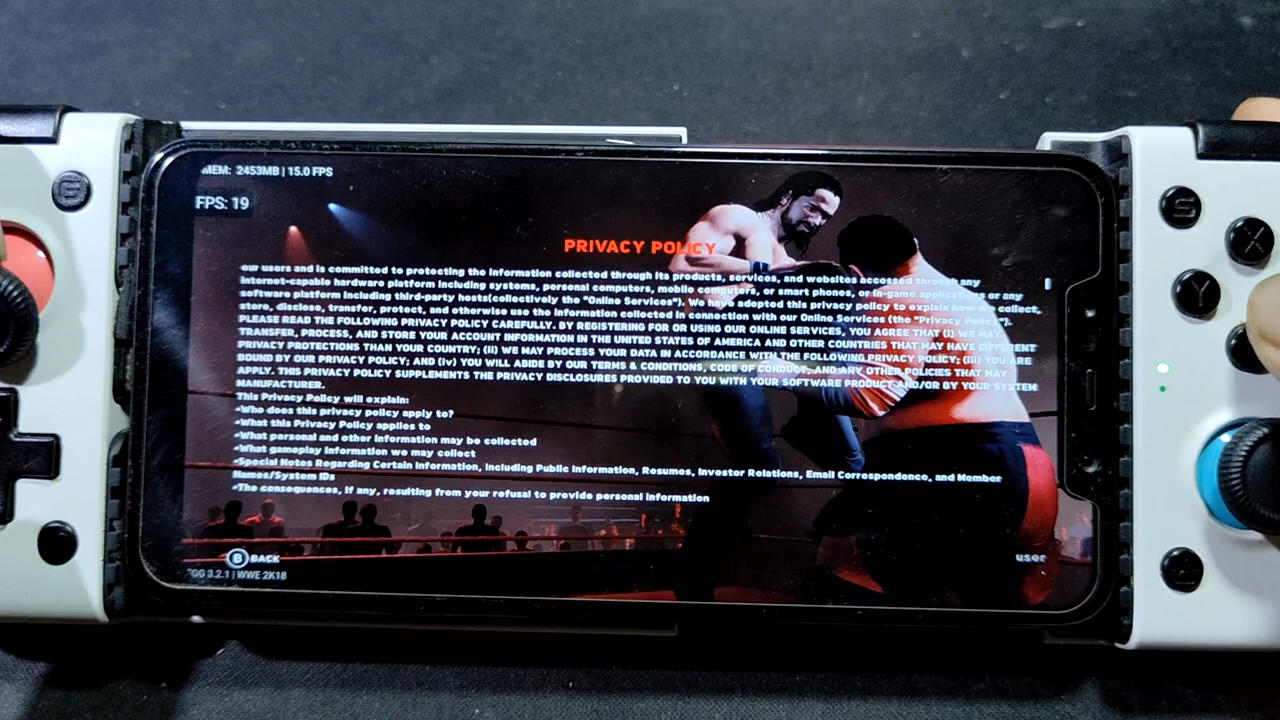 MEM: 2453MB | 15.0 FPS
FPS: 19
PRIVACY POLICY
our users and is committed to protecting the information collected through its products, services, and websites accessed through any
internet-capable hardware platform including systems, personal computers, mobile computers, or smart phones, or in-game applications or any
software platform including third-party hosts(collectively the "Online Services"). We have adopted this privacy policy to explain how we collect,
store, disclose, transfer, protect, and otherwise use the information collected in connection with our Online Services (the "Privacy Policy").
PLEASE READ THE FOLLOWING PRIVACY POLICY CAREFULLY. BY REGISTERING FOR OR USING OUR ONLINE SERVICES, YOU AGREE THAT (i) WE MAY
TRANSFER, PROCESS, AND STORE YOUR ACCOUNT INFORMATION IN THE UNITED STATES OF AMERICA AND OTHER COUNTRIES THAT MAY HAVE DIFFERENT
PRIVACY PROTECTIONS THAN YOUR COUNTRY; (ii) WE MAY PROCESS YOUR DATA IN ACCORDANCE WITH THE FOLLOWING PRIVACY POLICY; (iii) YOU ARE
BOUND BY OUR PRIVACY POLICY; AND (iv) YOU WILL ABIDE BY OUR TERMS & CONDITIONS, CODE OF CONDUCT, AND ANY OTHER POLICIES THAT MAY
APPLY. THIS PRIVACY POLICY SUPPLEMENTS THE PRIVACY DISCLOSURES PROVIDED TO YOU WITH YOUR SOFTWARE PRODUCT AND/OR BY YOUR SYSTEM
MANUFACTURER.
This Privacy Policy will explain:
•Who does this privacy policy apply to?
•What this Privacy Policy applies to
•What personal and other information may be collected
•What gameplay information we may collect
•Special Notes Regarding Certain Information, Including Public Information, Resumes, Investor Relations, Email Correspondence, and Member
Names/System IDs
•The consequences, if any, resulting from your refusal to provide personal information
B BACK
user
3.2.1 | WWE 2K18
G
S
X
Y